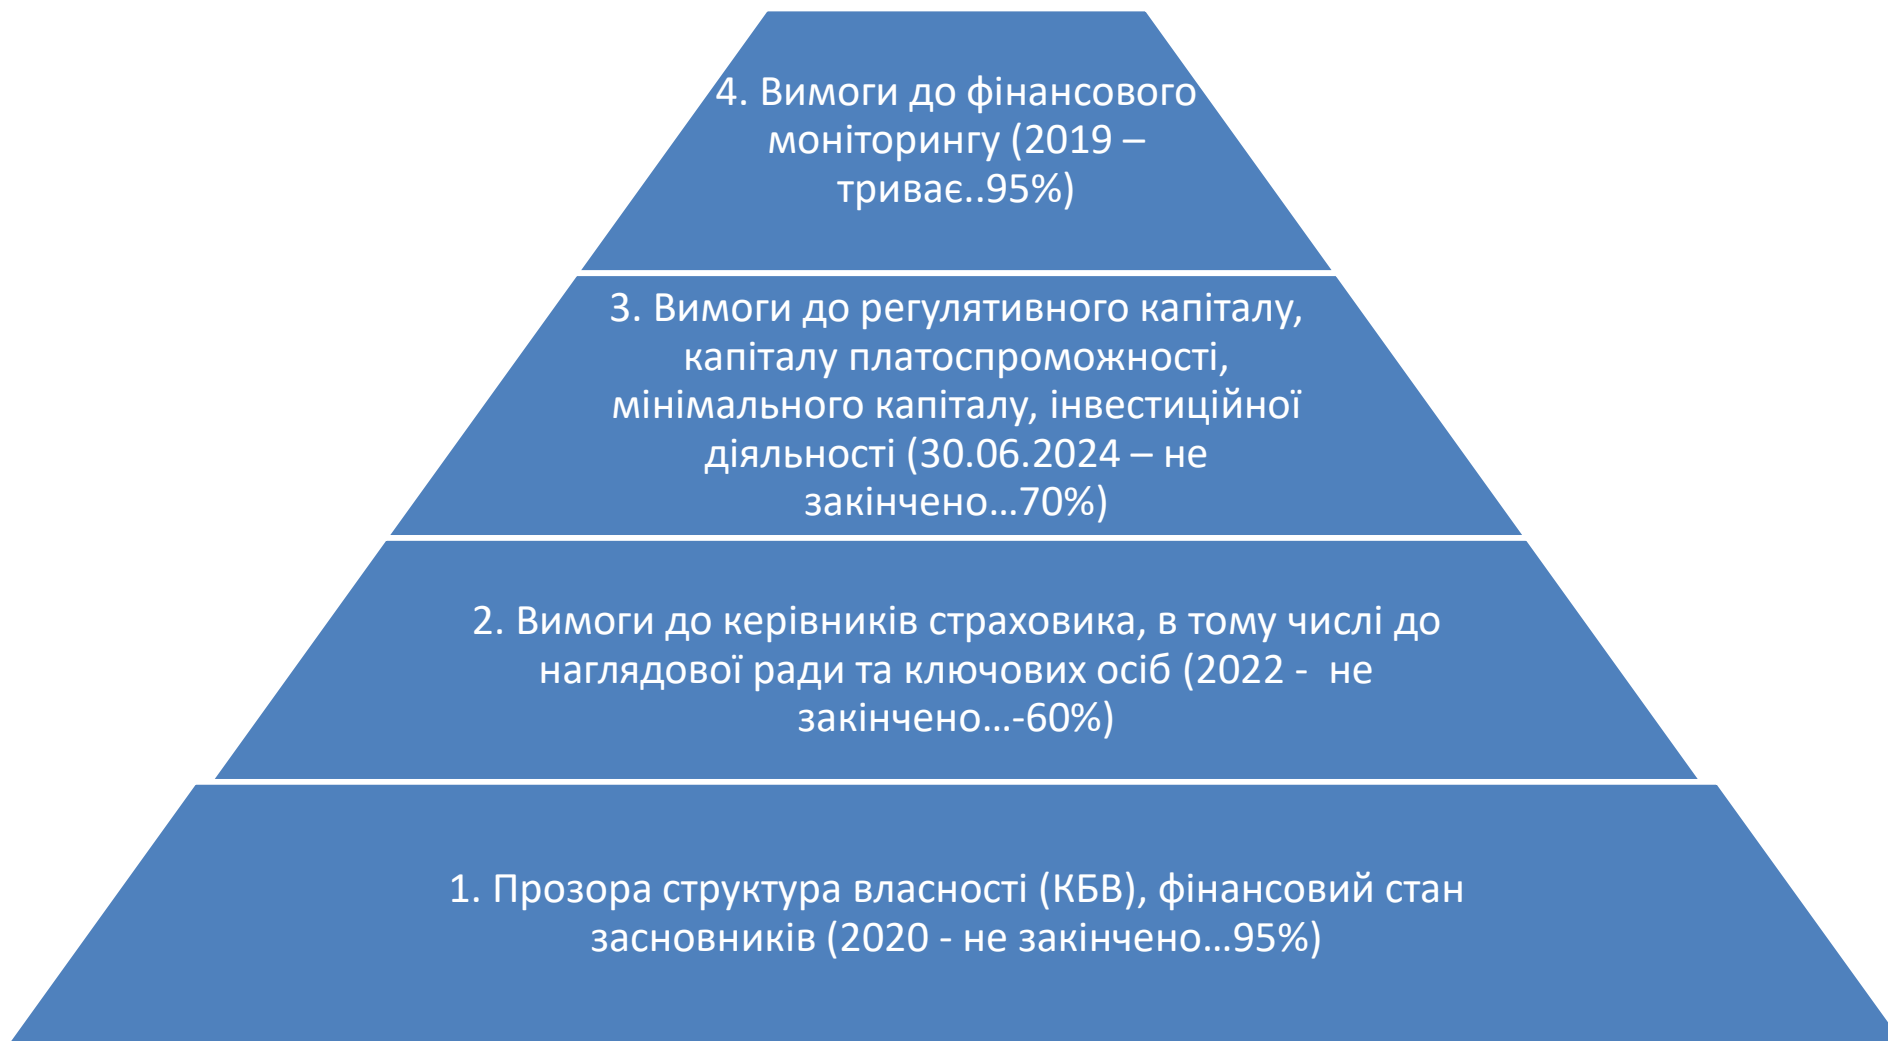 4. Вимоги до фінансового
моніторингу (2019 –
триває..95%)
3. Вимоги до регулятивного капіталу,
капіталу платоспроможності,
мінімального капіталу, інвестиційної
діяльності (30.06.2024 – не
закінчено...70%)
2. Вимоги до керівників страховика, в тому числі до
наглядової ради та ключових осіб (2022 -  не
закінчено...-60%)
1. Прозора структура власності (КБВ), фінансовий стан
засновників (2020 - не закінчено...95%)